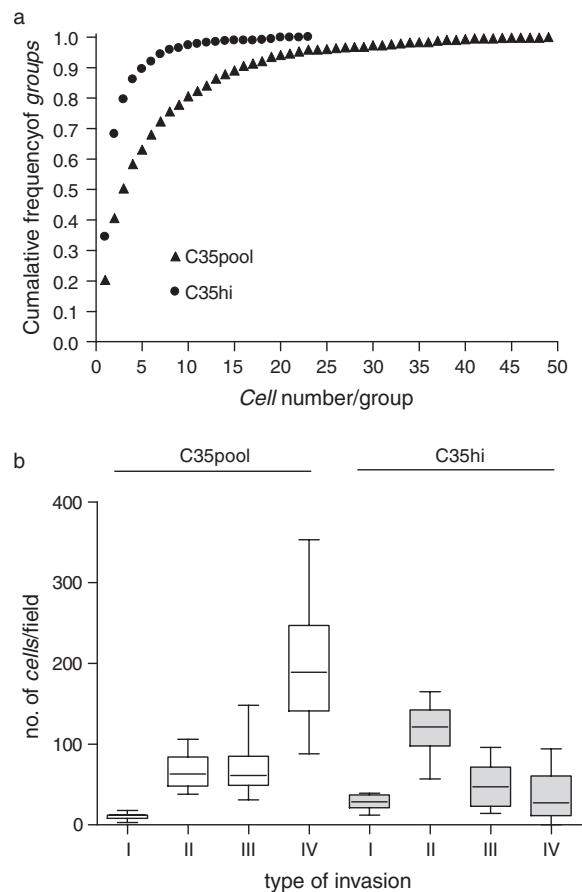 a
Cumalative frequencyof groups
1.0
0.9
0.8
0.7
0.6
0.5
0.4
0.3
0.2
0.1
0.0
C35pool
C35hi
0 5 10 15 20 25 30 35 40 45 50
Cell number/group
b
C35pool C35hi
no. of cells/field
400
300
200
100
0
I II III IV I II III IV
type of invasion